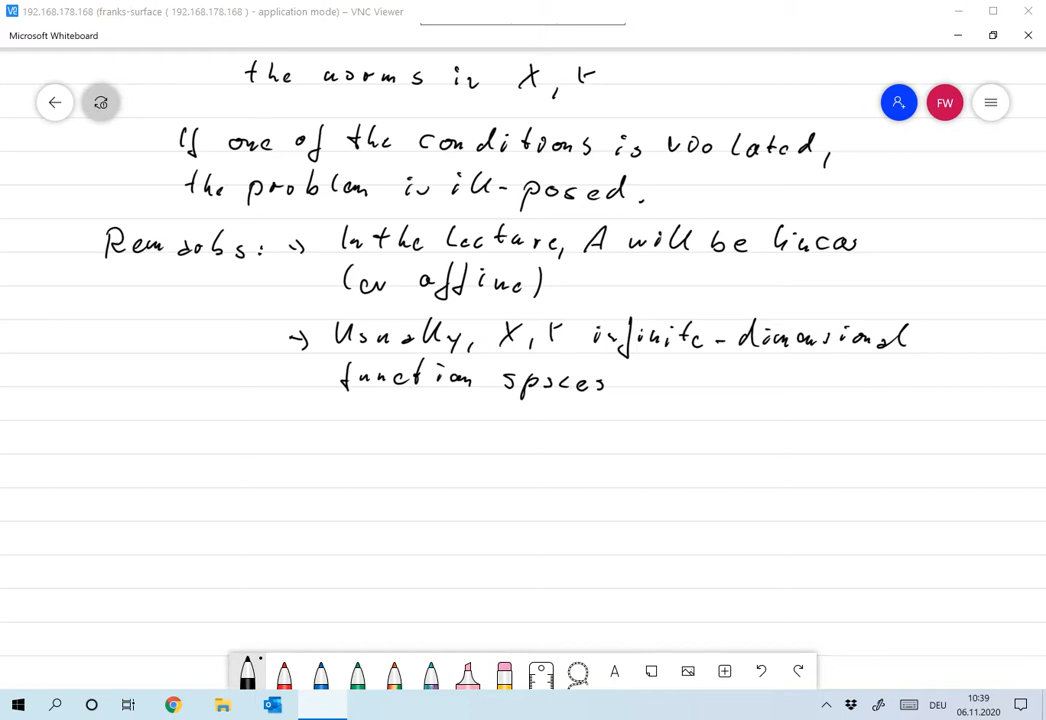 192.168.178.168 (franks-surface ( 192.168.178.168 ) - application mode) – VNC Viewer
Microsoft Whiteboard
the norms in X, Y
FW
If one of the conditions is violated,
the problem is ill-posed.
Remarks: → In the lecture, A will be linear
(or affine)
→ Usually, X, Y infinite-dimensional
function spaces
A
DEU
10:39
06.11.2020